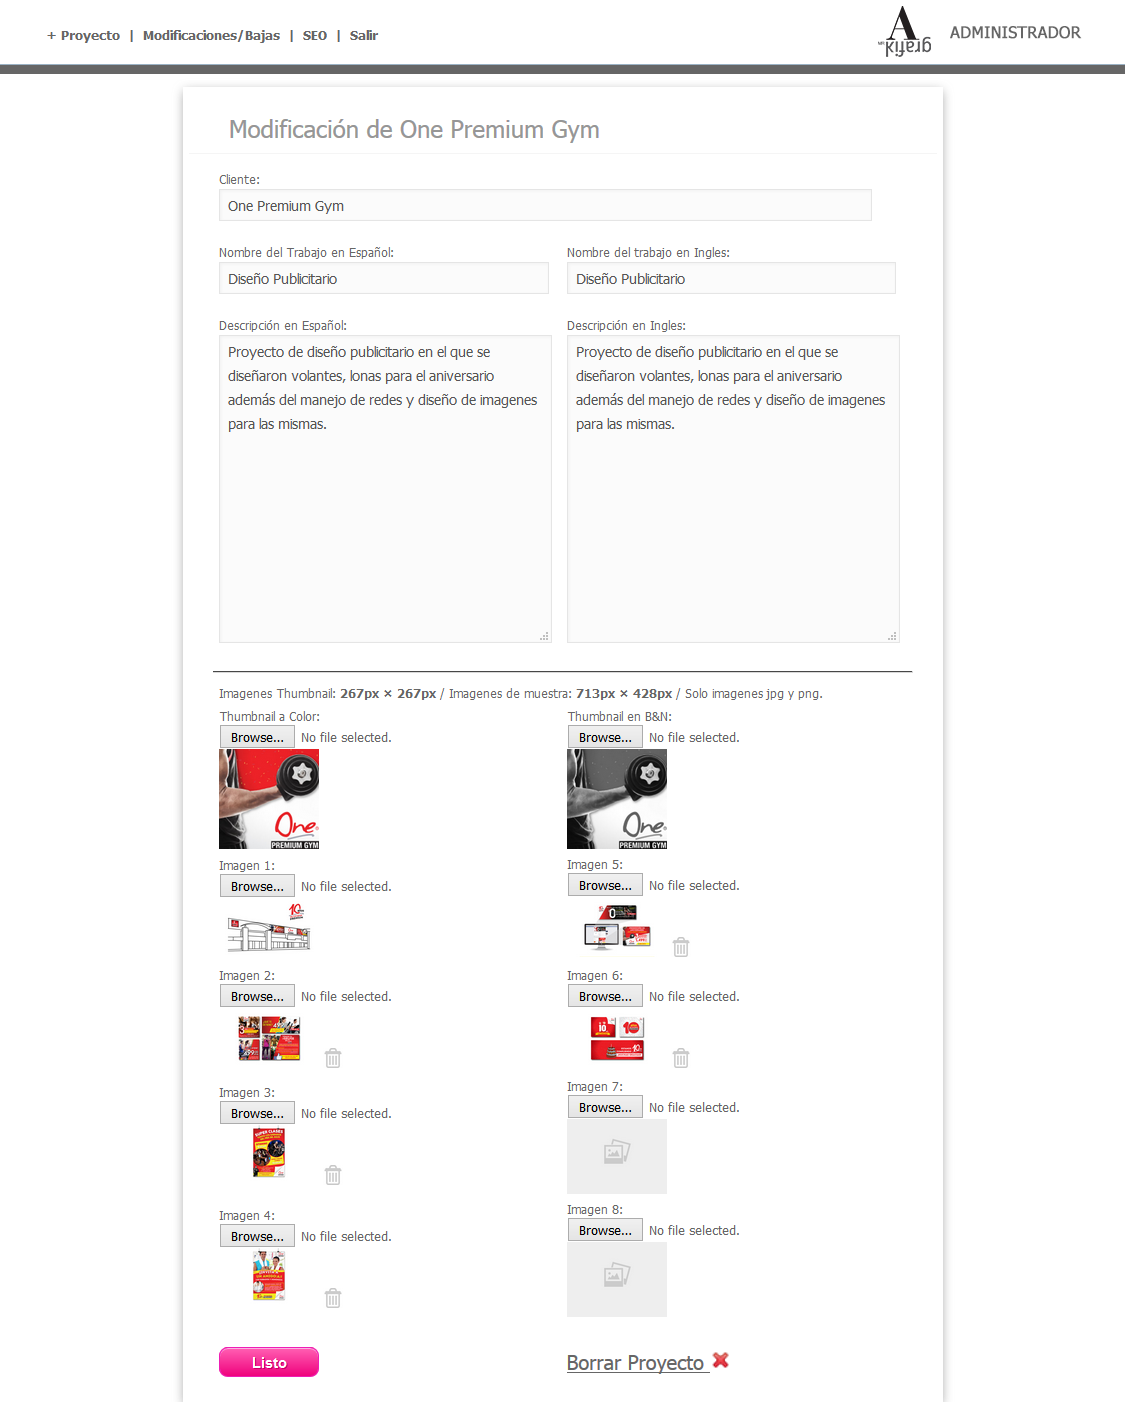 + Proyecto | Modificaciones/Bajas | SEO | Salir
A grafik
ADMINISTRADOR
Modificación de One Premium Gym
Cliente:
One Premium Gym
Nombre del Trabajo en Español:
Nombre del trabajo en Ingles:
Diseño Publicitario
Diseño Publicitario
Descripción en Español:
Descripción en Ingles:
Proyecto de diseño publicitario en el que se
diseñaron volantes, lonas para el aniversario
además del manejo de redes y diseño de imagenes
para las mismas.
Proyecto de diseño publicitario en el que se
diseñaron volantes, lonas para el aniversario
además del manejo de redes y diseño de imagenes
para las mismas.
Imagenes Thumbnail: 267px × 267px / Imagenes de muestra: 713px × 428px / Solo imagenes jpg y png.
Thumbnail a Color:
Thumbnail en B&N:
Browse... No file selected.
Browse... No file selected.
One
PREMIUM GYM
One
PREMIUM GYM
Imagen 1:
Imagen 5:
Browse... No file selected.
Browse... No file selected.
10
Imagen 2:
Imagen 6:
Browse... No file selected.
Browse... No file selected.
10
10
Imagen 3:
Imagen 7:
Browse... No file selected.
Browse... No file selected.
SUPER CLASES
Imagen 4:
Imagen 8:
Browse... No file selected.
Browse... No file selected.
Listo
Borrar Proyecto